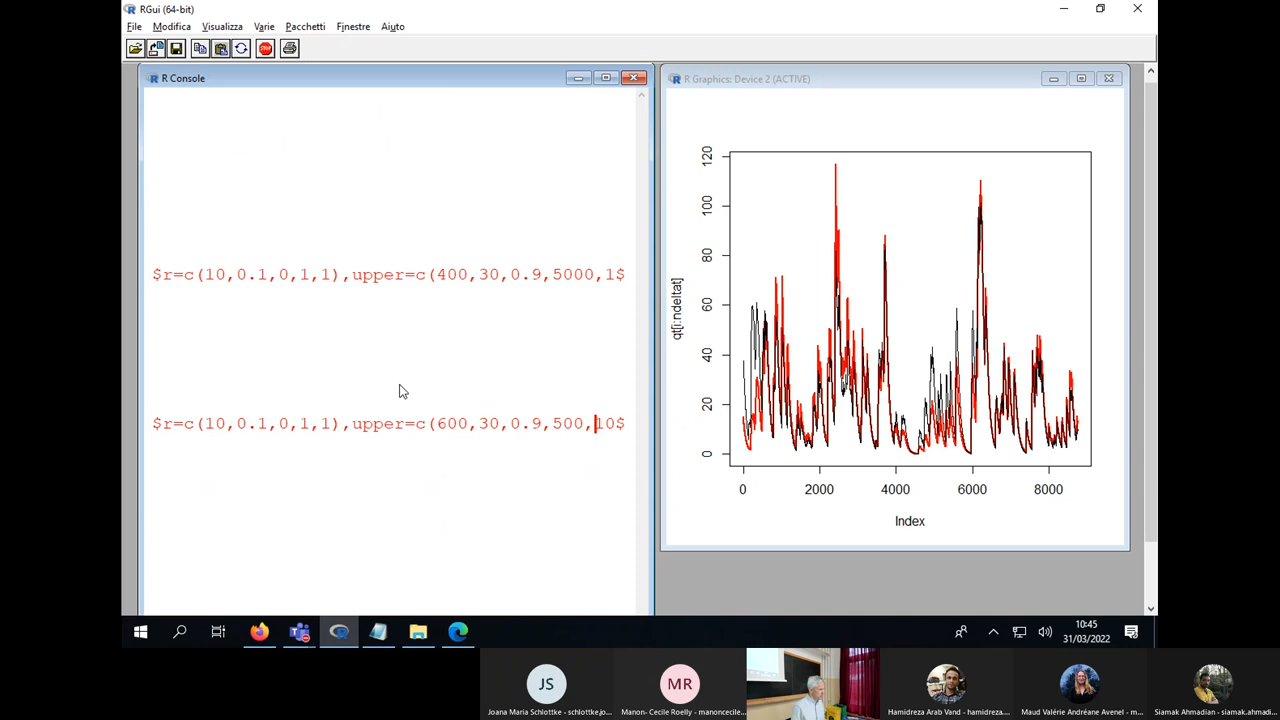 RGui (64-bit)
File Modifica Visualizza Varie Pacchetti Finestre Aiuto
STOP
R Console
$r=c(10,0.1,0,1,1),upper=c(400,30,0.9,5000,1$
$r=c(10,0.1,0,1,1),upper=c(600,30,0.9,500,10$
R Graphics: Device 2 (ACTIVE)
120
100
80
60
40
20
0
qt[i:ndeltat]
0 2000 4000 6000 8000
Index
10:45
31/03/2022
JS
Joana Maria Schlottke - schlottke.jo...
MR
Manon- Cecile Roelly - manoncecile...
Hamidreza Arab Vand - hamidreza...
Maud Valérie Andréane Avenel - m...
Siamak Ahmadian - siamak.ahmadi...